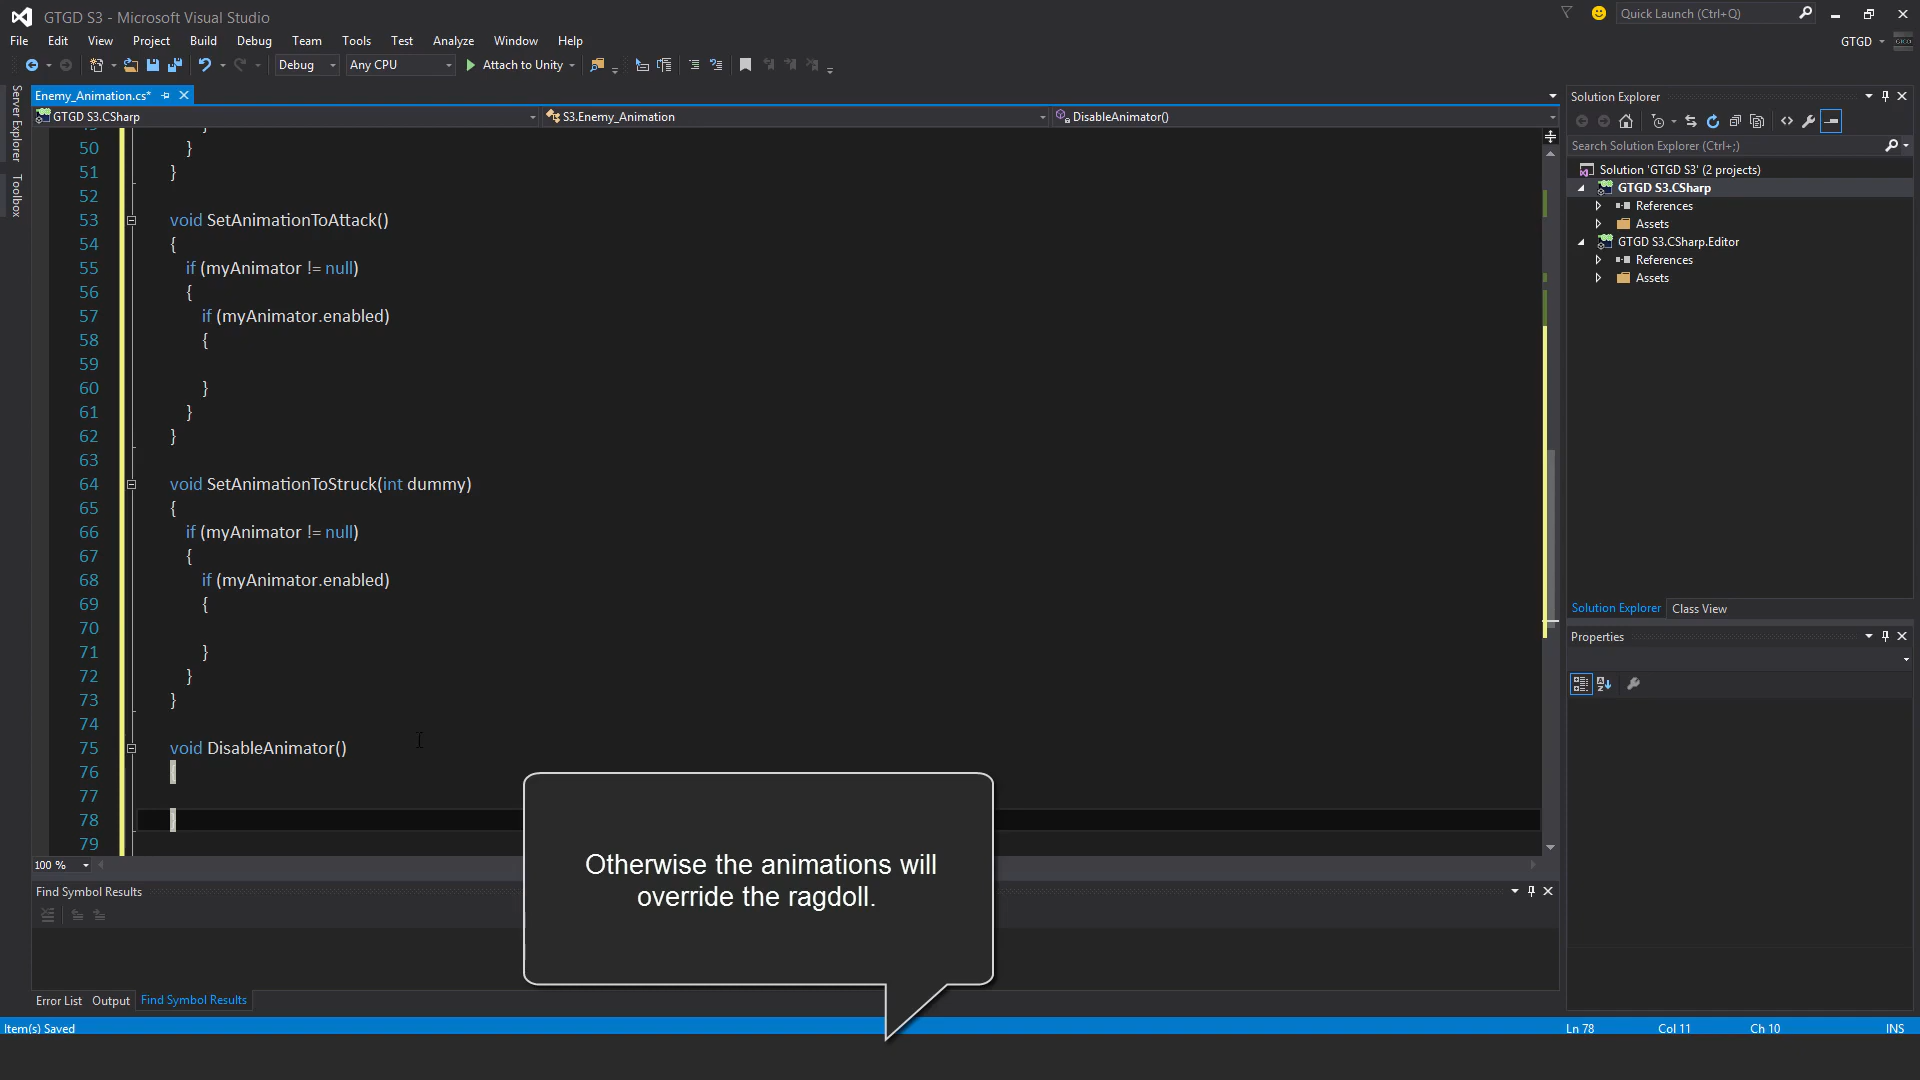 GTGD S3 - Microsoft Visual Studio
Quick Launch (Ctrl+Q)
File Edit View Project Build Debug Team Tools Test Analyze Window Help
GTGD
Debug Any CPU Attach to Unity
Server Explorer
Toolbox
Enemy_Animation.cs*
GTGD S3.CSharp S3.Enemy_Animation DisableAnimator()
50 }
51 }
52
53 void SetAnimationToAttack()
54 {
55 if (myAnimator != null)
56 {
57 if (myAnimator.enabled)
58 {
59
60 }
61 }
62 }
63
64 void SetAnimationToStruck(int dummy)
65 {
66 if (myAnimator != null)
67 {
68 if (myAnimator.enabled)
69 {
70
71 }
72 }
73 }
74
75 void DisableAnimator()
76 {
77
78 }
79
100 %
Otherwise the animations will
override the ragdoll.
Find Symbol Results
Error List Output Find Symbol Results
Solution Explorer
Search Solution Explorer (Ctrl+;)
Solution 'GTGD S3' (2 projects)
GTGD S3.CSharp
References
Assets
GTGD S3.CSharp.Editor
References
Assets
Solution Explorer Class View
Properties
Item(s) Saved Ln 78 Col 11 Ch 10 INS